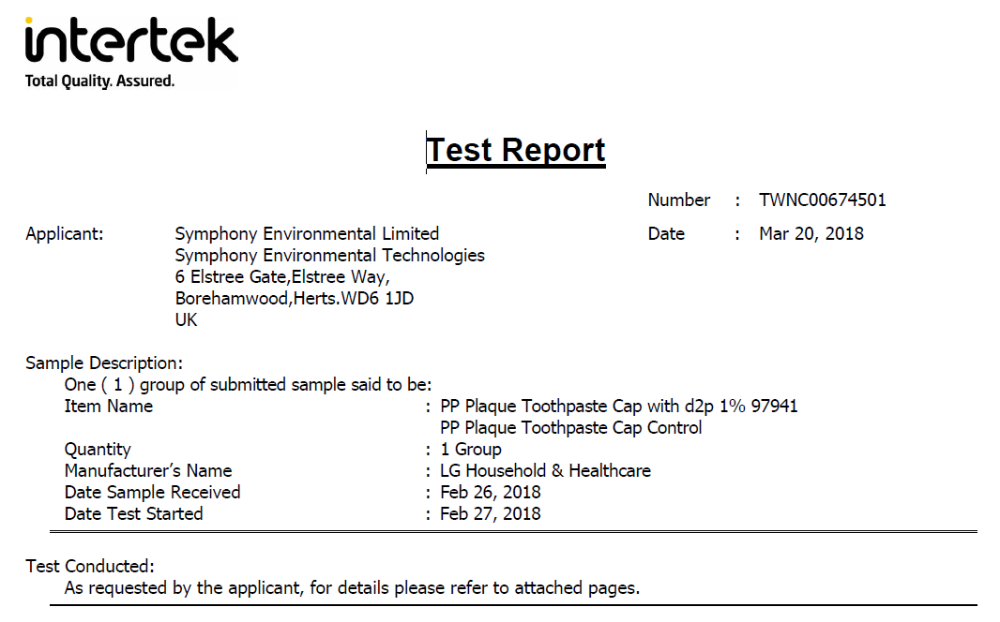 intertek
Total Quality. Assured.
Test Report
Number : TWNC00674501
Applicant: Symphony Environmental Limited Date : Mar 20, 2018
Symphony Environmental Technologies
6 Elstree Gate,Elstree Way,
Borehamwood,Herts.WD6 1JD
UK
Sample Description:
One ( 1 ) group of submitted sample said to be:
Item Name : PP Plaque Toothpaste Cap with d2p 1% 97941
PP Plaque Toothpaste Cap Control
Quantity : 1 Group
Manufacturer’s Name : LG Household & Healthcare
Date Sample Received : Feb 26, 2018
Date Test Started : Feb 27, 2018
Test Conducted:
As requested by the applicant, for details please refer to attached pages.